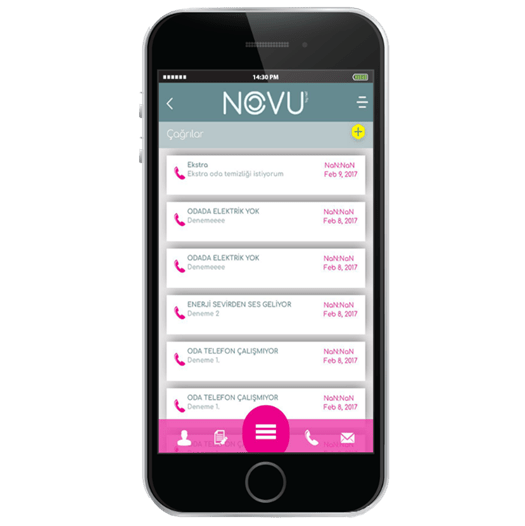 14:30 PM
NOVU
Çağrılar
Ekstra NaN:NaN
Ekstra oda temizliği istiyorum Feb 9, 2017
ODADA ELEKTRİK YOK NaN:NaN
Denemeeee Feb 8, 2017
ODADA ELEKTRİK YOK NaN:NaN
Denemeeee Feb 8, 2017
ENERJİ SEVİRDEN SES GELİYOR NaN:NaN
Deneme 2 Feb 8, 2017
ODA TELEFON ÇALIŞMIYOR NaN:NaN
Deneme 1. Feb 8, 2017
ODA TELEFON ÇALIŞMIYOR NaN:NaN
Deneme 1. Feb 8, 2017